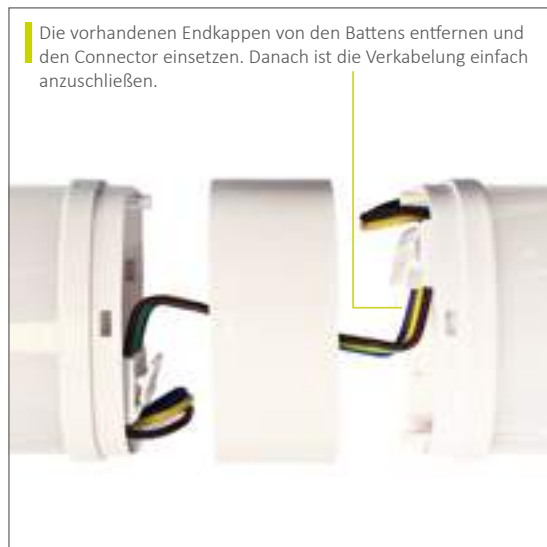 Die vorhandenen Endkappen von den Battens entfernen und
den Connector einsetzen. Danach ist die Verkabelung einfach
anzuschließen.